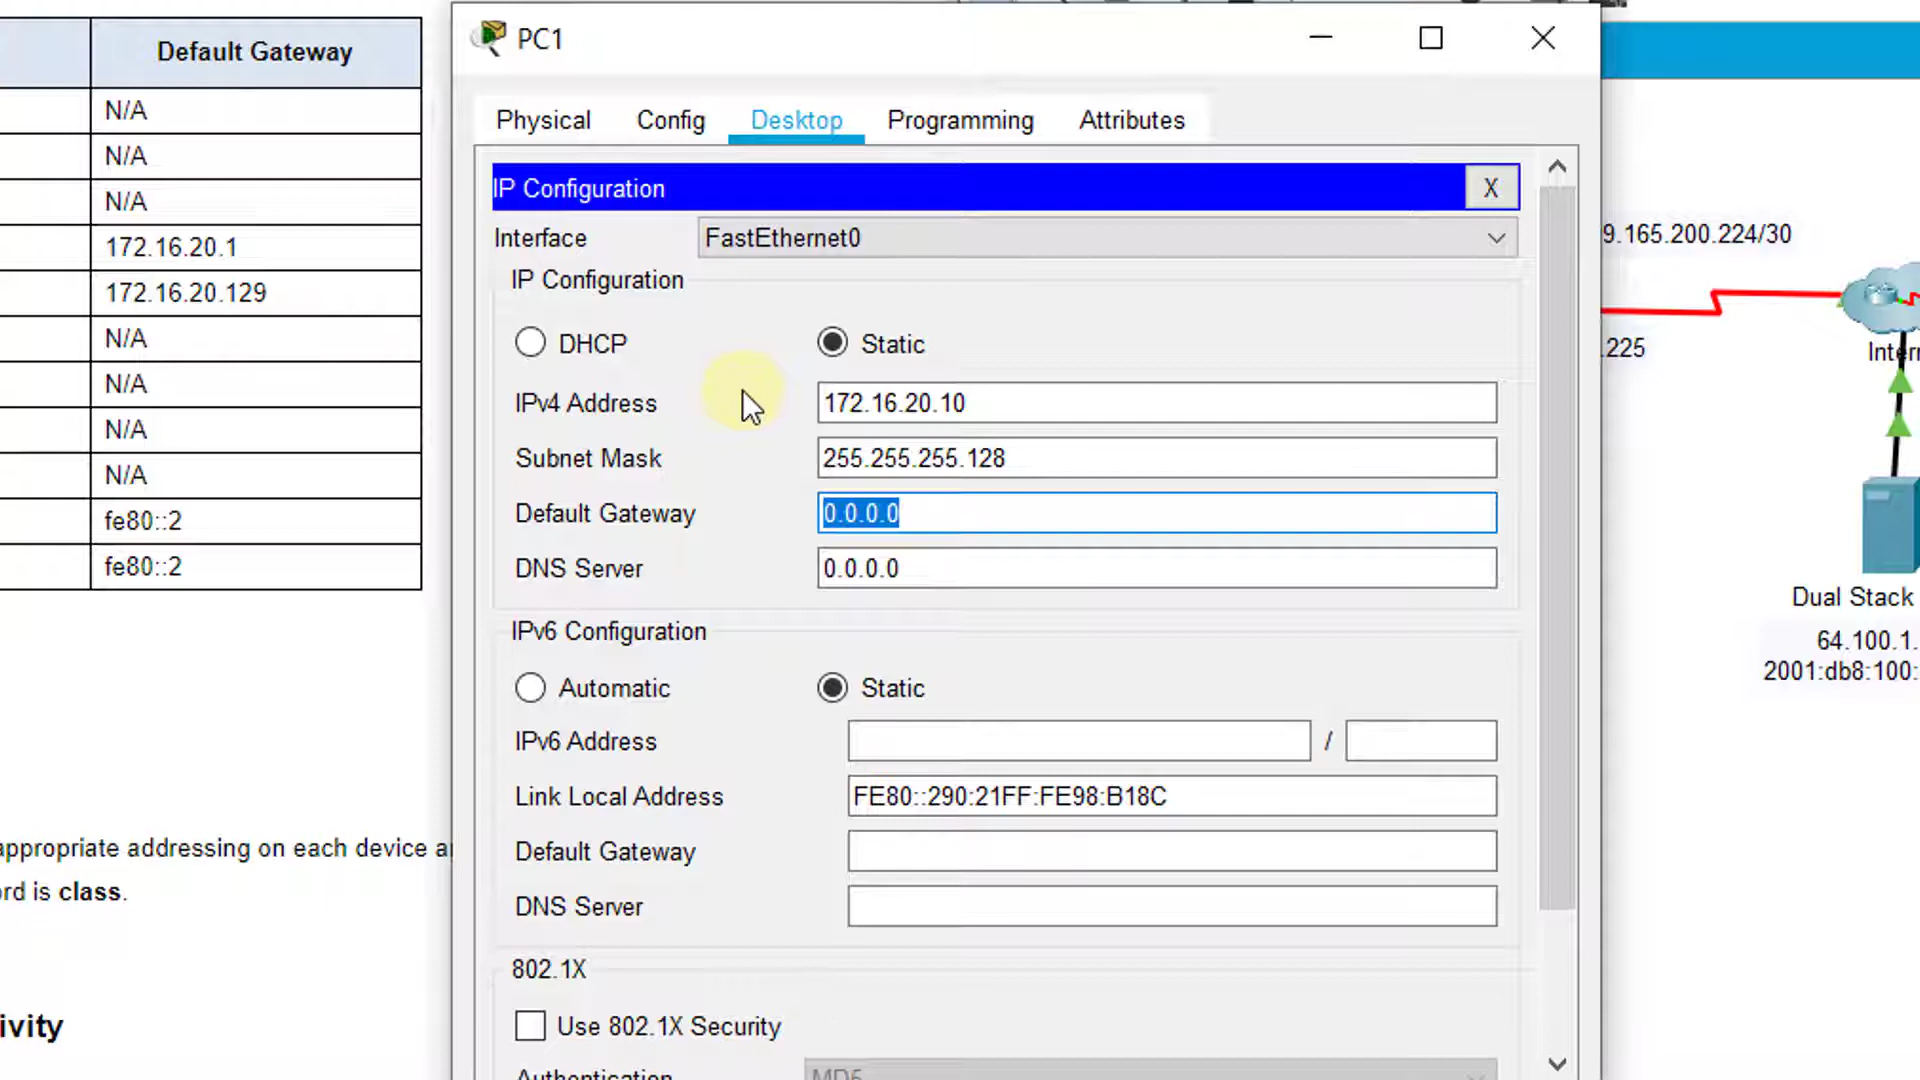 Default Gateway
N/A
N/A
N/A
172.16.20.1
172.16.20.129
N/A
N/A
N/A
N/A
fe80::2
fe80::2
appropriate addressing on each device
is class.
PC1
Physical Config Desktop Programming Attributes
IP Configuration X
Interface FastEthernet0
IP Configuration
DHCP Static
IPv4 Address 172.16.20.10
Subnet Mask 255.255.255.128
Default Gateway 0.0.0.0
DNS Server 0.0.0.0
IPv6 Configuration
Automatic Static
IPv6 Address /
Link Local Address FE80::290:21FF:FE98:B18C
Default Gateway
DNS Server
802.1X
Use 802.1X Security
Authentication MD5
9.165.200.224/30
.225
Dual Stack
64.100.1.
2001:db8:100: